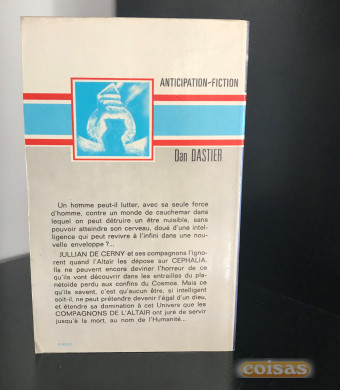 ANTICIPATION-FICTION
Dan DASTIER
Un homme peut-il lutter, avec sa seule force
d'homme, contre un monde de cauchemar dans
lequel on peut détruire un être nuisible, sans
pouvoir atteindre son cerveau, doué d'une intel-
ligence qui peut revivre à l'infini dans une nou-
velle enveloppe ?...
JULLIAN DE CERNY et ses compagnons l'igno-
rent quand l'Altaïr les dépose sur CEPHALIA.
Ils ne peuvent encore deviner l'horreur de ce
qu'ils vont découvrir dans les entrailles du pla-
nétoïde perdu aux confins du Cosmos. Mais ce
qu'ils savent, c'est qu'aucun être, si intelligent
soit-il, ne peut prétendre devenir l'égal d'un dieu,
et étendre sa domination à cet Univers que les
COMPAGNONS DE L'ALTAIR ont juré de servir
jusqu'à la mort, au nom de l'Humanité...
coisas